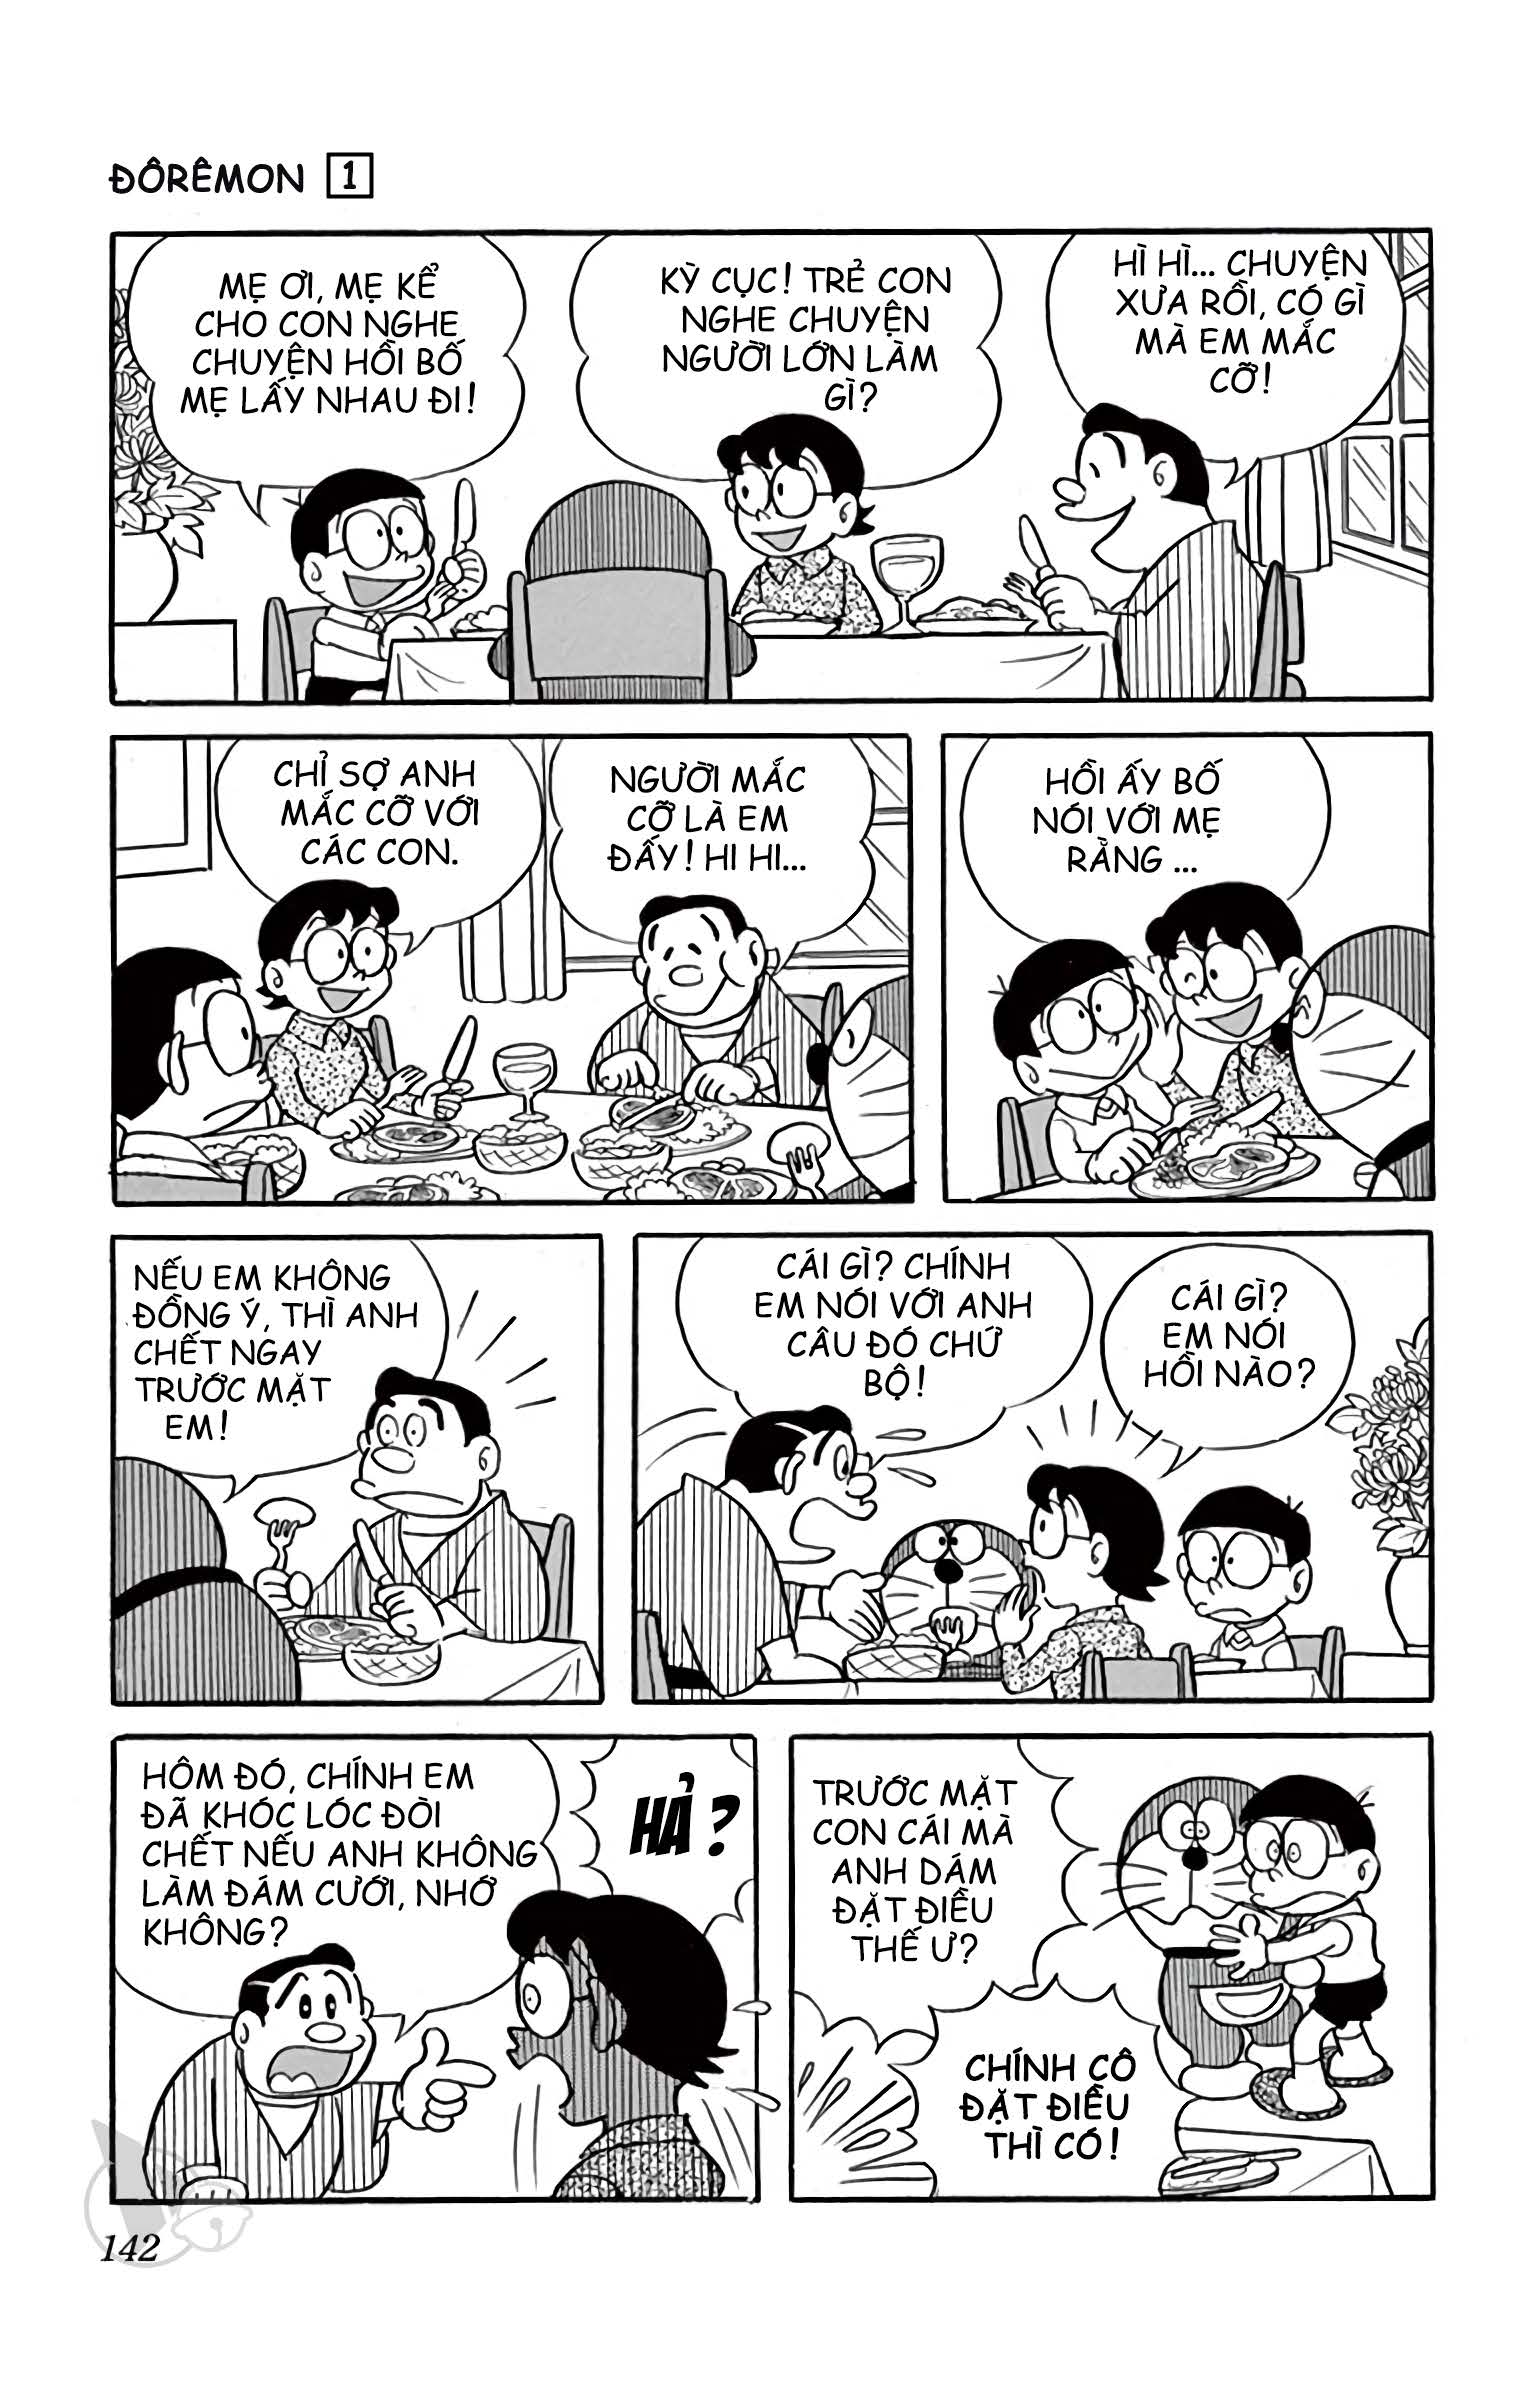 ĐÔRÊMON 1
MẸ ƠI, MẸ KỂ
CHO CON NGHE
CHUYỆN HỒI BỐ
MẸ LẤY NHAU ĐI!
KỲ CỤC! TRẺ CON
NGHE CHUYỆN
NGƯỜI LỚN LÀM
GÌ?
HÌ HÌ... CHUYỆN
XƯA RỒI, CÓ GÌ
MÀ EM MẮC
CỠ!
CHỈ SỢ ANH
MẮC CỠ VỚI
CÁC CON.
NGƯỜI MẮC
CỠ LÀ EM
ĐẤY! HI HI...
HỒI ẤY BỐ
NÓI VỚI MẸ
RẰNG ...
NẾU EM KHÔNG
ĐỒNG Ý, THÌ ANH
CHẾT NGAY
TRƯỚC MẶT
EM!
CÁI GÌ? CHÍNH
EM NÓI VỚI ANH
CÂU ĐÓ CHỨ
BỘ!
CÁI GÌ?
EM NÓI
HỒI NÀO?
HÔM ĐÓ, CHÍNH EM
ĐÃ KHÓC LÓC ĐÒI
CHẾT NẾU ANH KHÔNG
LÀM ĐÁM CƯỚI, NHỚ
KHÔNG?
HẢ?
TRƯỚC MẶT
CON CÁI MÀ
ANH DÁM
ĐẶT ĐIỀU
THẾ Ư?
CHÍNH CÔ
ĐẶT ĐIỀU
THÌ CÓ!
142